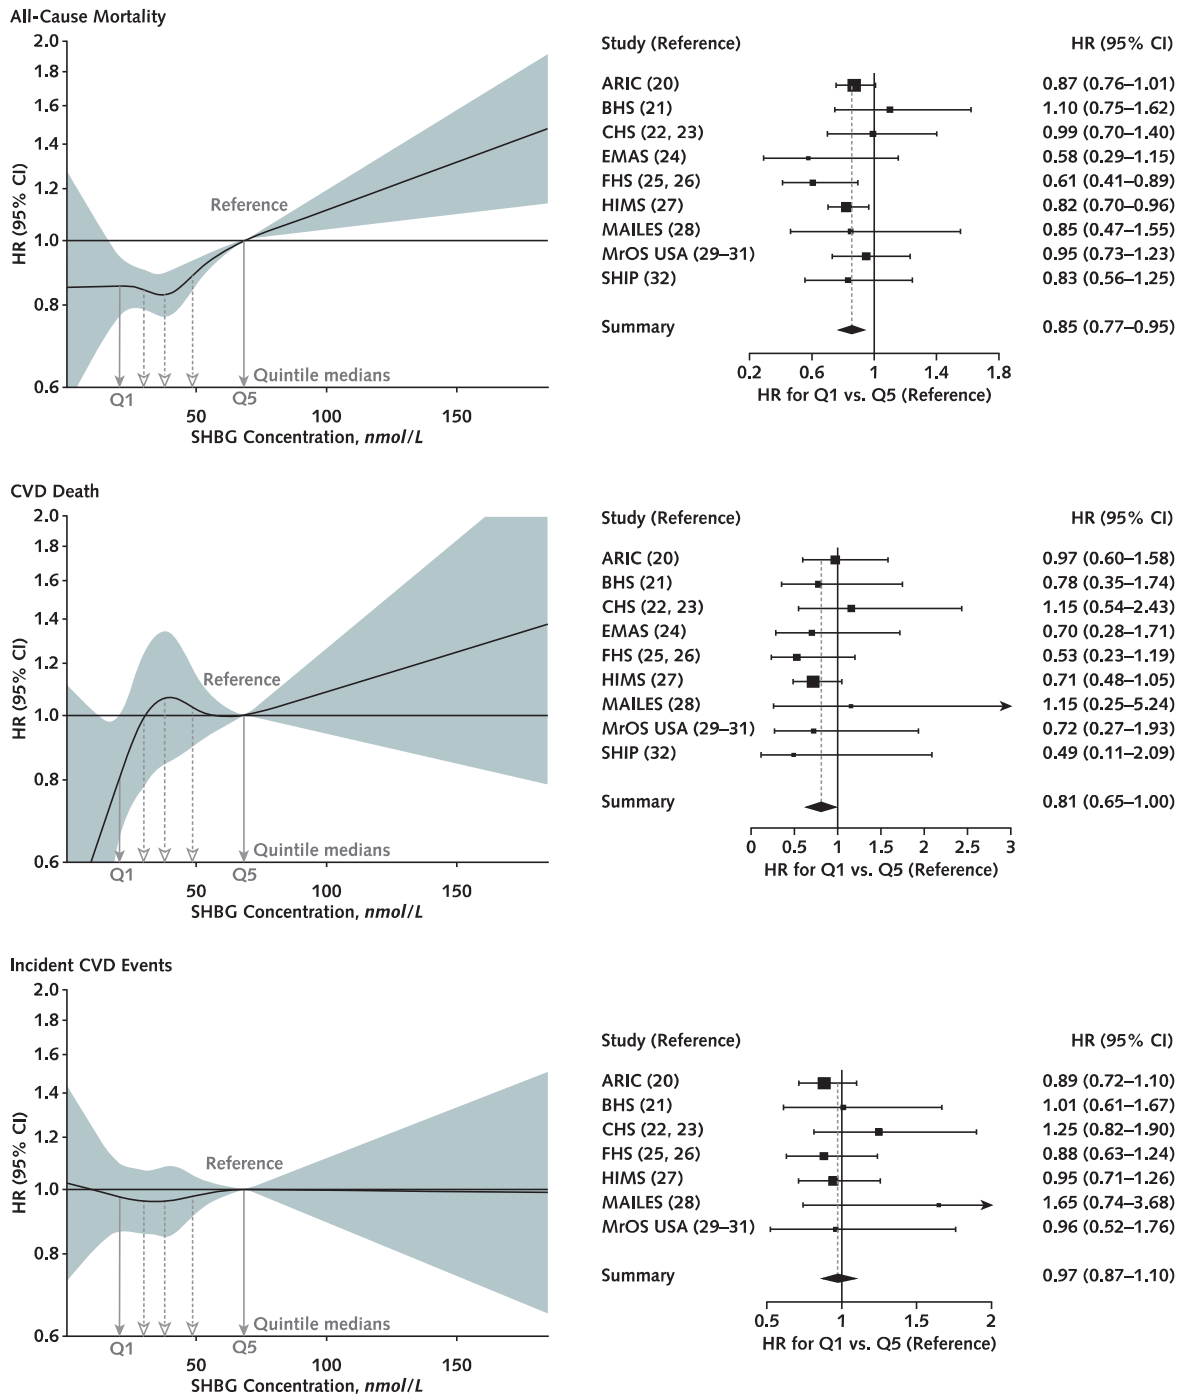 All-Cause Mortality
2.0
1.8
1.6
1.4
1.2
1.0
0.8
0.6
HR (95% CI)
Reference
Quintile medians
Q1
Q5
50
100
150
SHBG Concentration, nmol/L
Study (Reference) HR (95% CI)
ARIC (20) 0.87 (0.76–1.01)
BHS (21) 1.10 (0.75–1.62)
CHS (22, 23) 0.99 (0.70–1.40)
EMAS (24) 0.58 (0.29–1.15)
FHS (25, 26) 0.61 (0.41–0.89)
HIMS (27) 0.82 (0.70–0.96)
MAILES (28) 0.85 (0.47–1.55)
MrOS USA (29–31) 0.95 (0.73–1.23)
SHIP (32) 0.83 (0.56–1.25)
Summary 0.85 (0.77–0.95)
0.2 0.6 1 1.4 1.8
HR for Q1 vs. Q5 (Reference)
CVD Death
2.0
1.8
1.6
1.4
1.2
1.0
0.8
0.6
HR (95% CI)
Reference
Quintile medians
Q1
Q5
50
100
150
SHBG Concentration, nmol/L
Study (Reference) HR (95% CI)
ARIC (20) 0.97 (0.60–1.58)
BHS (21) 0.78 (0.35–1.74)
CHS (22, 23) 1.15 (0.54–2.43)
EMAS (24) 0.70 (0.28–1.71)
FHS (25, 26) 0.53 (0.23–1.19)
HIMS (27) 0.71 (0.48–1.05)
MAILES (28) 1.15 (0.25–5.24)
MrOS USA (29–31) 0.72 (0.27–1.93)
SHIP (32) 0.49 (0.11–2.09)
Summary 0.81 (0.65–1.00)
0 0.5 1 1.5 2 2.5 3
HR for Q1 vs. Q5 (Reference)
Incident CVD Events
2.0
1.8
1.6
1.4
1.2
1.0
0.8
0.6
HR (95% CI)
Reference
Quintile medians
Q1
Q5
50
100
150
SHBG Concentration, nmol/L
Study (Reference) HR (95% CI)
ARIC (20) 0.89 (0.72–1.10)
BHS (21) 1.01 (0.61–1.67)
CHS (22, 23) 1.25 (0.82–1.90)
FHS (25, 26) 0.88 (0.63–1.24)
HIMS (27) 0.95 (0.71–1.26)
MAILES (28) 1.65 (0.74–3.68)
MrOS USA (29–31) 0.96 (0.52–1.76)
Summary 0.97 (0.87–1.10)
0.5 1 1.5 2
HR for Q1 vs. Q5 (Reference)